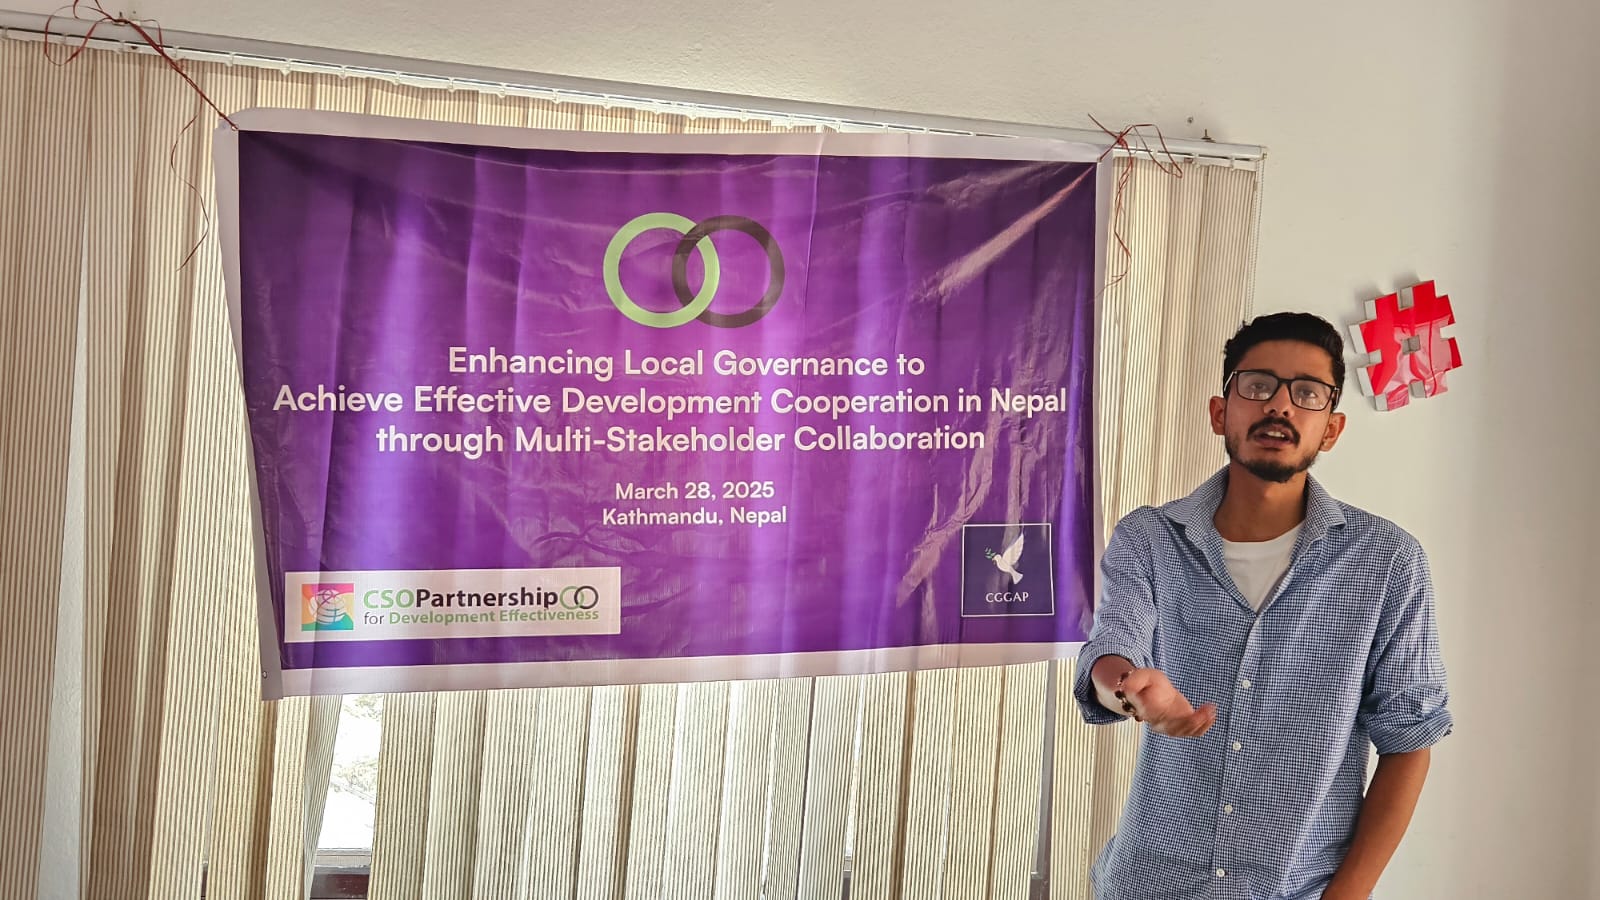 Enhancing Local Governance to
Achieve Effective Development Cooperation in Nepal
through Multi-Stakeholder Collaboration
March 28, 2025
Kathmandu, Nepal
CSOPartnership
for Development Effectiveness
CGGAP
#